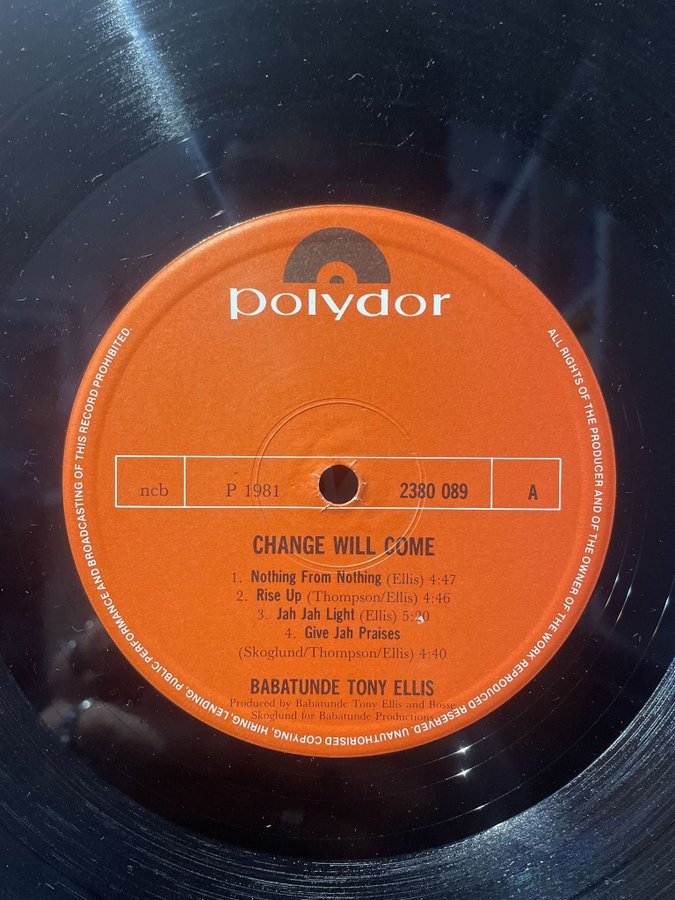 polydor
ncb P 1981 2380 089 A
CHANGE WILL COME
1. Nothing From Nothing (Ellis) 4:47
2. Rise Up (Thompson/Ellis) 4:46
3. Jah Jah Light (Ellis) 5:20
4. Give Jah Praises
(Skoglund/Thompson/Ellis) 4:40
BABATUNDE TONY ELLIS
Produced by Babatunde Tony Ellis and Bosse
Skoglund for Babatunde Productions
ALL RIGHTS OF THE PRODUCER AND OF THE OWNER OF THE WORK REPRODUCED RESERVED. UNAUTHORISED COPYING, HIRING, LENDING, PUBLIC PERFORMANCE AND BROADCASTING OF THIS RECORD PROHIBITED.